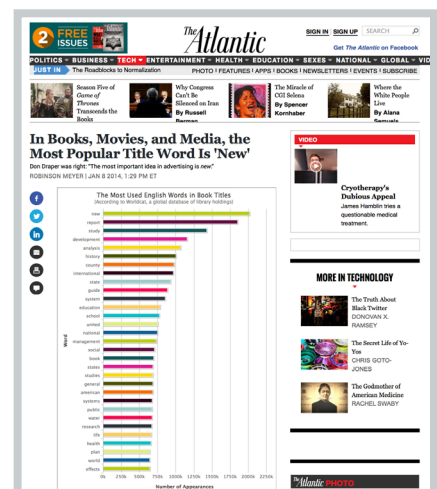 2 FREE
ISSUES
The Atlantic
SIGN IN SIGN UP SEARCH
Get The Atlantic on Facebook
POLITICS BUSINESS TECH ENTERTAINMENT HEALTH EDUCATION SEXES NATIONAL GLOBAL VID
JUST IN The Roadblocks to Normalization
PHOTO FEATURES APPS BOOKS NEWSLETTERS EVENTS SUBSCRIBE
Season Five of
Game of
Thrones
Transcends the
Books
Why Congress
Can't Be
Silenced on Iran
By Russell
Berman
The Miracle of
CGI Selena
By Spencer
Kornhaber
Where the
White People
Live
By Alana
Semuels
In Books, Movies, and Media, the
Most Popular Title Word Is 'New'
Don Draper was right: "The most important idea in advertising is new."
ROBINSON MEYER | JAN 8 2014, 1:29 PM ET
The Most Used English Words in Book Titles
(According to Worldcat, a global database of library holdings)
Word
new
report
study
development
analysis
history
county
international
state
guide
system
education
school
united
national
management
social
book
states
studies
general
american
systems
public
water
research
life
health
plan
world
effects
0k 250k 500k 750k 1000k 1250k 1500k 1750k 2000k 2250k
Number of Appearances
VIDEO
Cryotherapy's
Dubious Appeal
James Hamblin tries a
questionable medical
treatment.
MORE IN TECHNOLOGY
The Truth About
Black Twitter
DONOVAN X.
RAMSEY
The Secret Life of Yo-
Yos
CHRIS GOTO-
JONES
The Godmother of
American Medicine
RACHEL SWABY
The Atlantic PHOTO